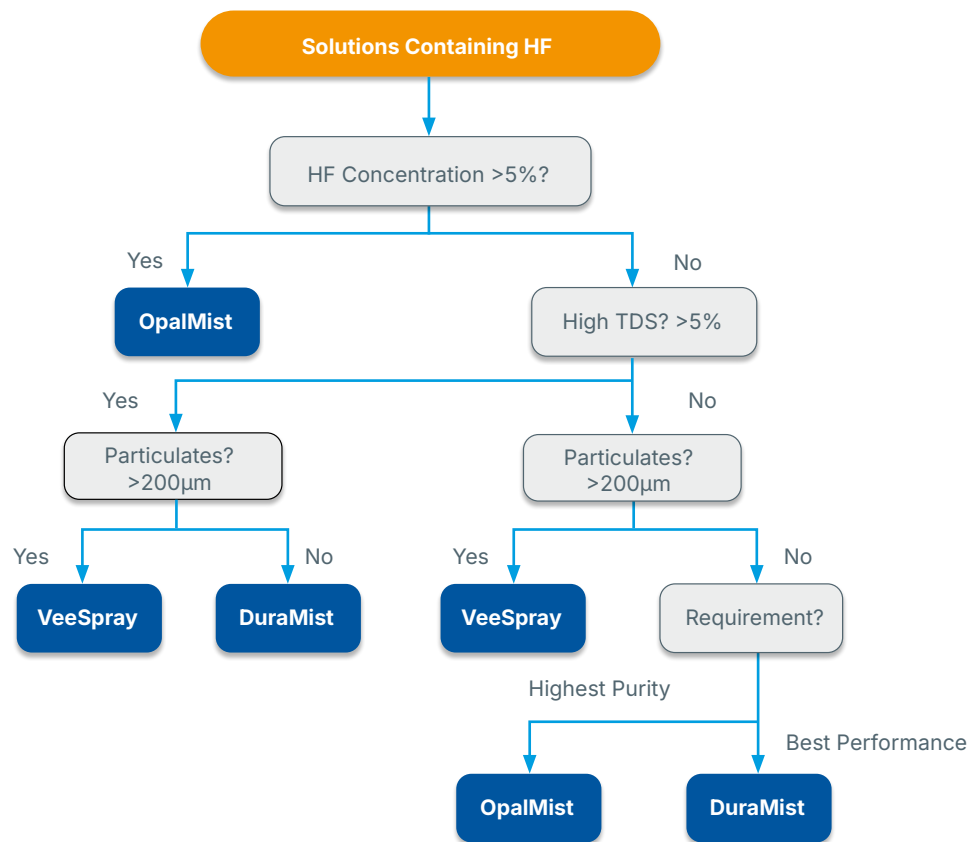 Solutions Containing HF
HF Concentration >5%?
Yes
No
OpalMist
High TDS? >5%
Yes
No
Particulates?
>200µm
Particulates?
>200µm
Yes
No
Yes
No
VeeSpray
DuraMist
VeeSpray
Requirement?
Highest Purity
Best Performance
OpalMist
DuraMist